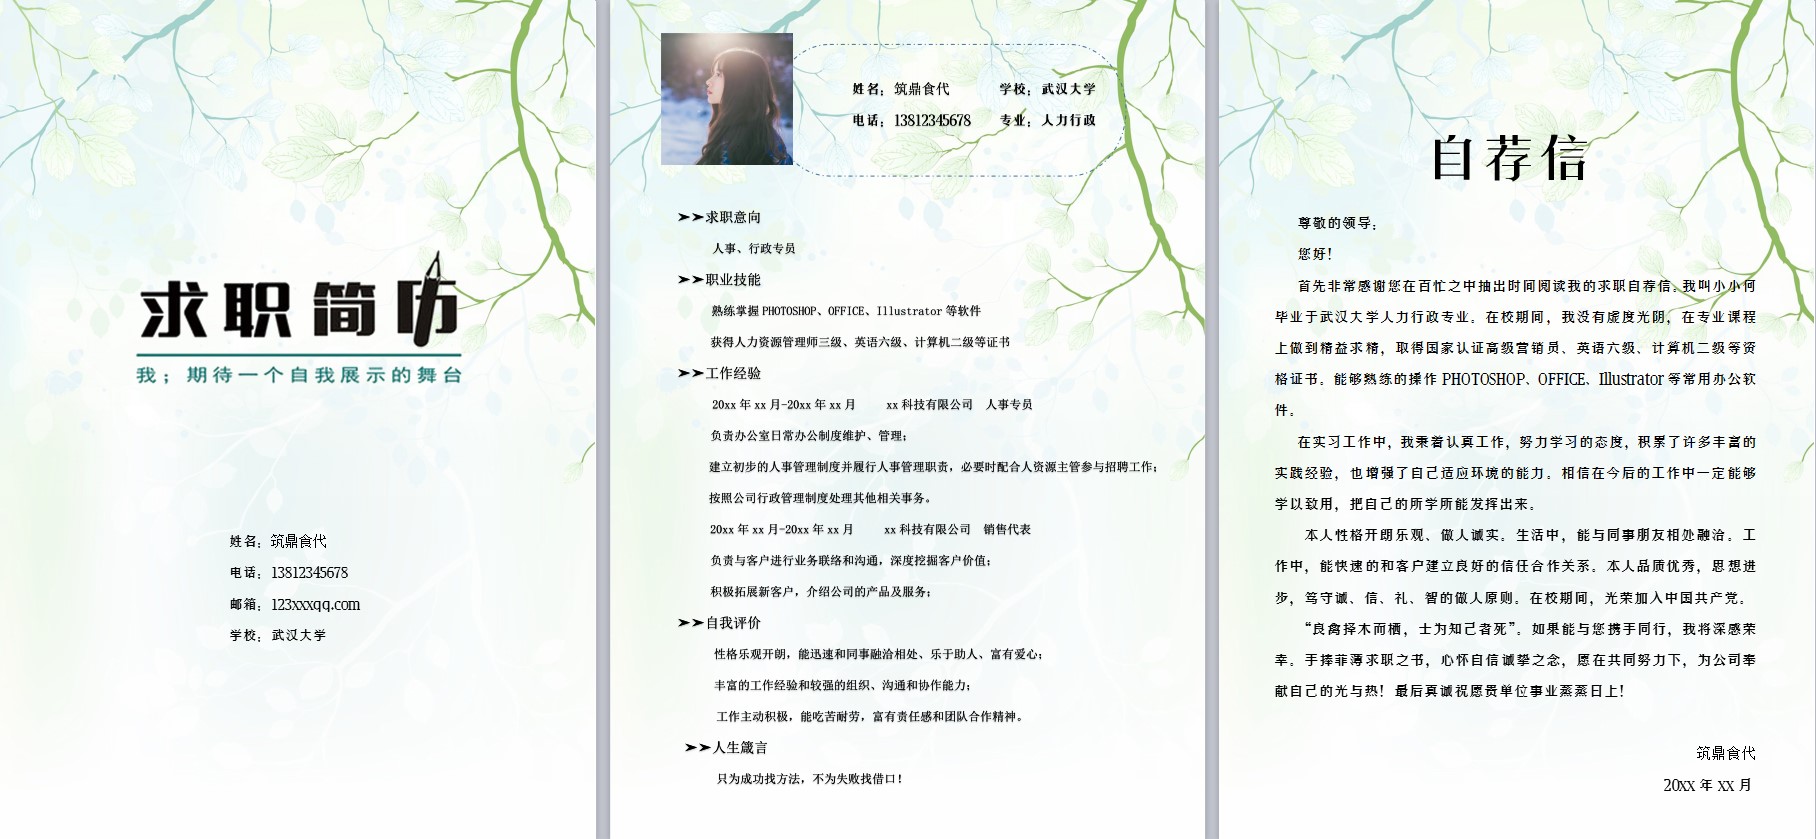 求职简历
我；期待一个自我展示的舞台
姓名：筑鼎食代
电话：13812345678
邮箱：123xxxqq.com
学校：武汉大学
姓名：筑鼎食代 学校：武汉大学
电话：13812345678 专业：人力行政
➢➢求职意向
人事、行政专员
➢➢职业技能
熟练掌握 PHOTOSHOP、OFFICE、Illustrator 等软件
获得人力资源管理师三级、英语六级、计算机二级等证书
➢➢工作经验
20xx 年 xx 月-20xx 年 xx 月 xx 科技有限公司 人事专员
负责办公室日常办公制度维护、管理；
建立初步的人事管理制度并履行人事管理职责，必要时配合人资源主管参与招聘工作；
按照公司行政管理制度处理其他相关事务。
20xx 年 xx 月-20xx 年 xx 月 xx 科技有限公司 销售代表
负责与客户进行业务联络和沟通，深度挖掘客户价值；
积极拓展新客户，介绍公司的产品及服务；
➢➢自我评价
性格乐观开朗，能迅速和同事融洽相处、乐于助人、富有爱心；
丰富的工作经验和较强的组织、沟通和协作能力；
工作主动积极，能吃苦耐劳，富有责任感和团队合作精神。
➢➢人生箴言
只为成功找方法，不为失败找借口！
自荐信
尊敬的领导：
您好！
首先非常感谢您在百忙之中抽出时间阅读我的求职自荐信。我叫小小何
毕业于武汉大学人力行政专业。在校期间，我没有虚度光阴，在专业课程
上做到精益求精，取得国家认证高级营销员、英语六级、计算机二级等资
格证书。能够熟练的操作 PHOTOSHOP、OFFICE、Illustrator 等常用办公软
件。
在实习工作中，我秉着认真工作，努力学习的态度，积累了许多丰富的
实践经验，也增强了自己适应环境的能力。相信在今后的工作中一定能够
学以致用，把自己的所学所能发挥出来。
本人性格开朗乐观、做人诚实。生活中，能与同事朋友相处融洽。工
作中，能快速的和客户建立良好的信任合作关系。本人品质优秀，思想进
步，笃守诚、信、礼、智的做人原则。在校期间，光荣加入中国共产党。
“良禽择木而栖，士为知己者死”。如果能与您携手同行，我将深感荣
幸。手捧菲薄求职之书，心怀自信诚挚之念，愿在共同努力下，为公司奉
献自己的光与热！最后真诚祝愿贵单位事业蒸蒸日上！
筑鼎食代
20xx 年 xx 月